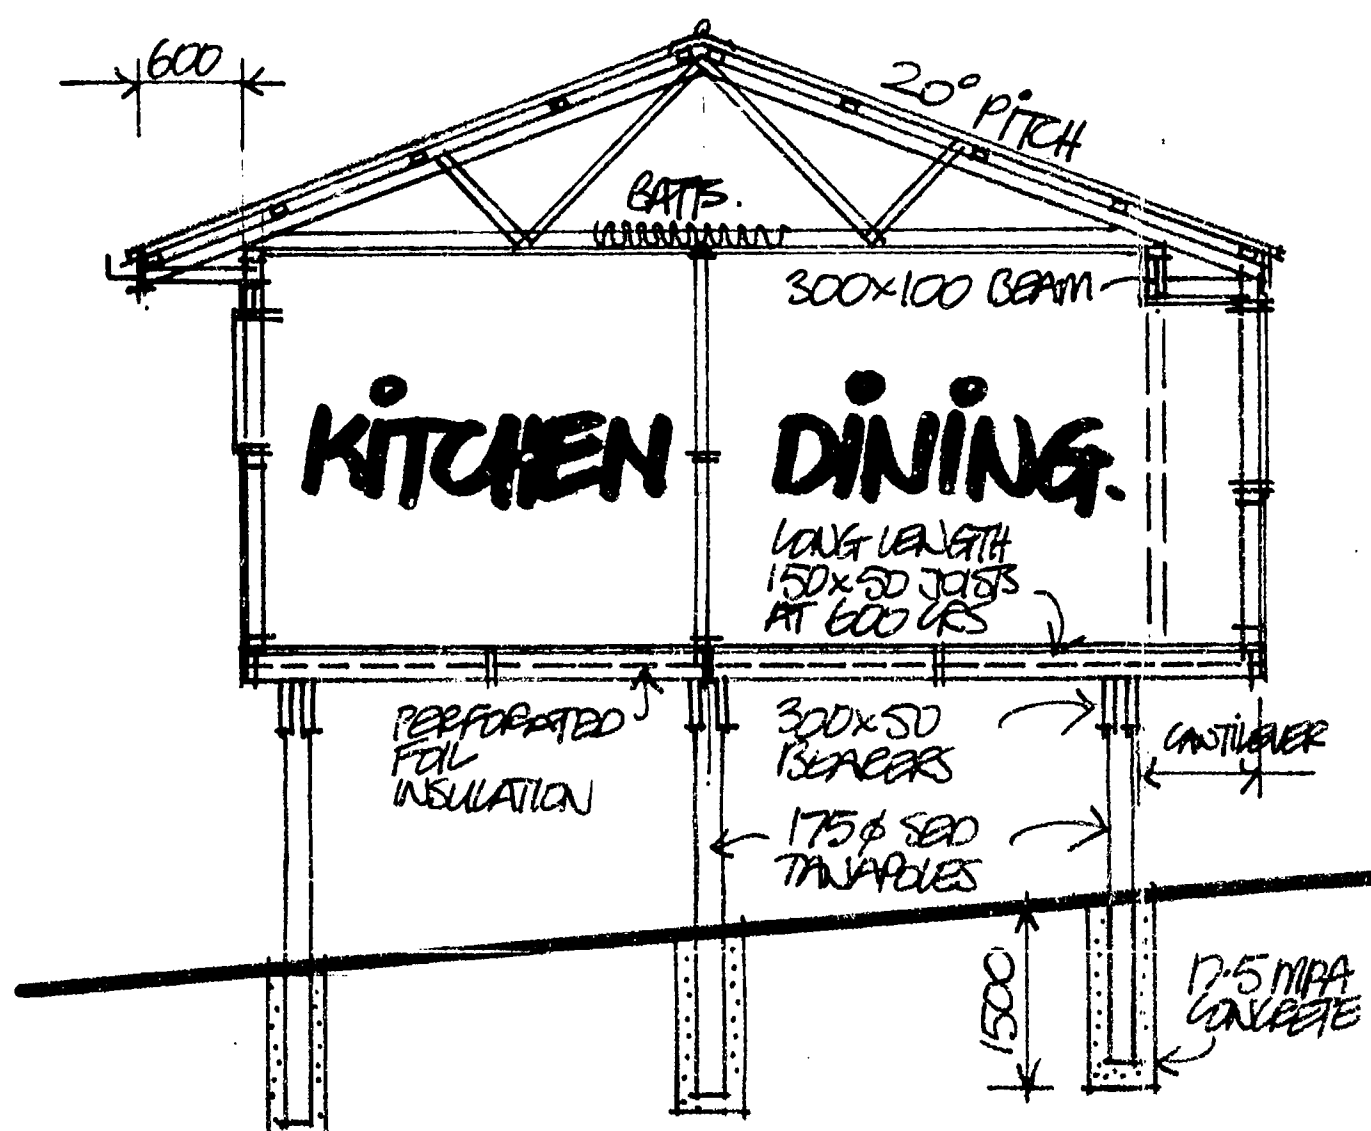 600
20° PITCH
BATTS.
300x100 BEAM
KITCHEN
DINING.
LONG LENGTH
150x50 JOISTS
AT 600 CRS
PERFORATED
FOIL
INSULATION
300x50
BEARERS
CANTILEVER
175ϕ SED
TANAPOLES
1500
17.5 MPA
CONCRETE